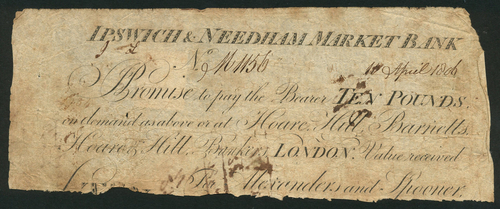 IPSWICH & NEEDHAM MARKET BANK
No 1156
10 April 1806
Promise to pay the Bearer TEN POUNDS,
on demand as above or at Hoare, Hill, Barnetts,
Hoare & Hill, Bankers, LONDON. Value received
Alexanders and Spooner